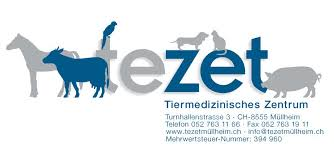 tezet
Tiermedizinisches Zentrum
Turnhallenstrasse 3 · CH-8555 Müllheim
Telefon 052 763 11 66 · Fax 052 763 19 11
www.tezetmüllheim.ch · info@tezetmüllheim.ch
Mehrwertsteuer-Nummer: 394 960